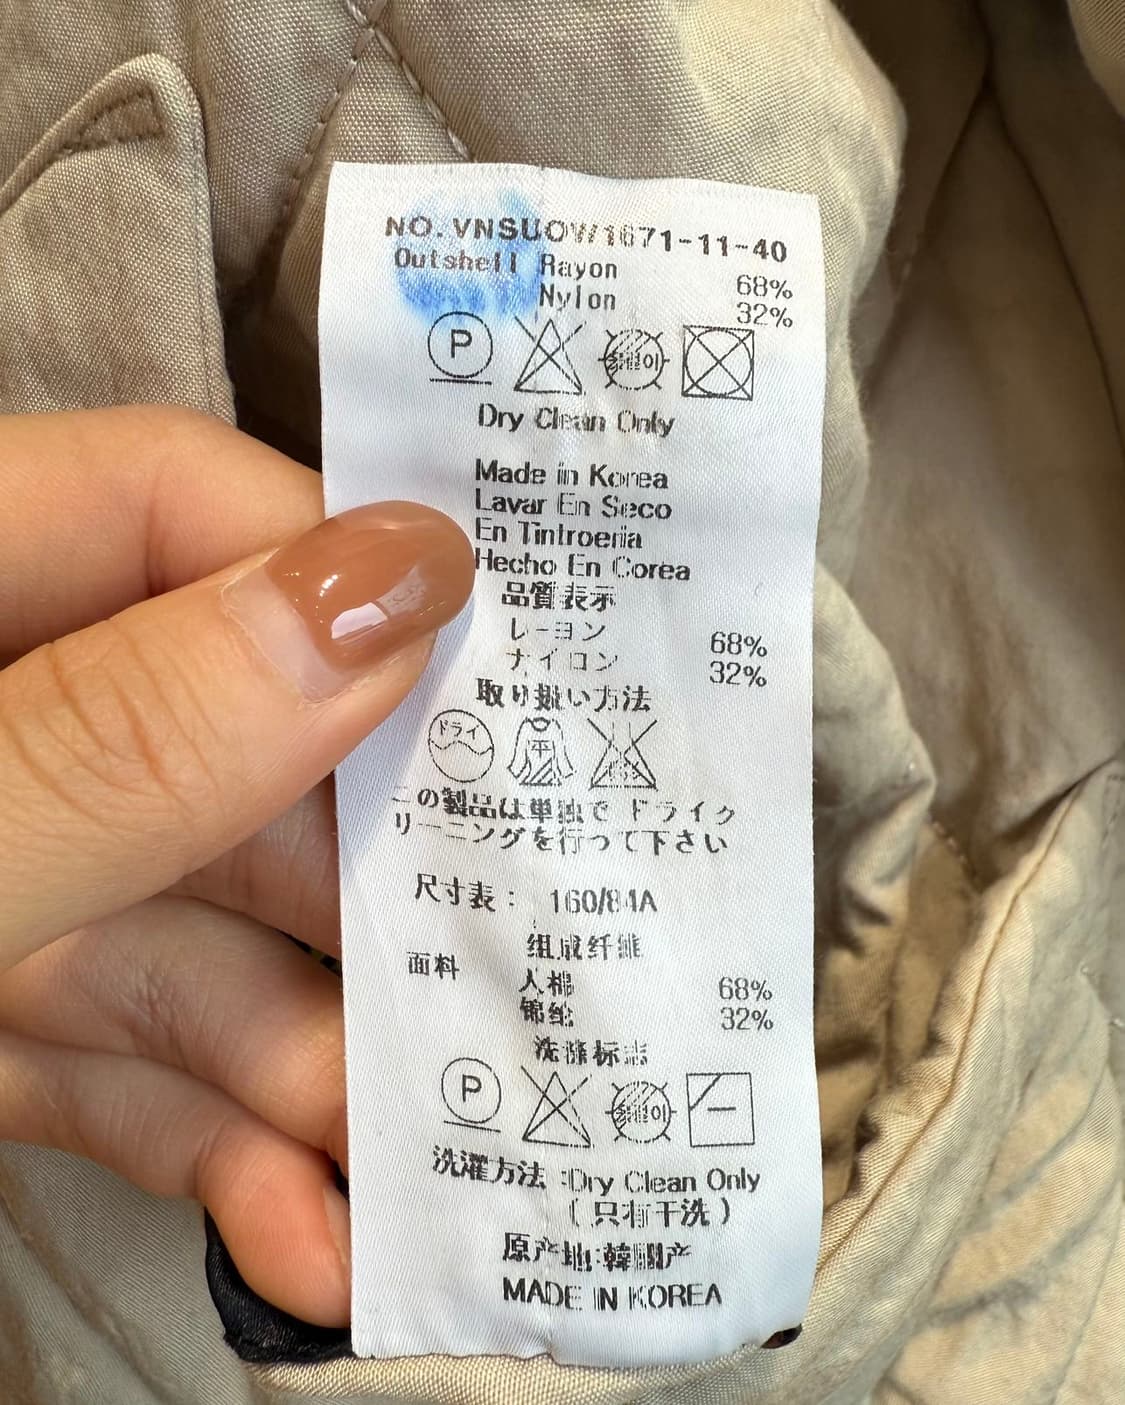 NO. VNSUOW1671-11-40
Outshell Rayon 68%
Nylon 32%
P
Dry Clean Only
Made in Korea
Lavar En Seco
En Tintroeria
Hecho En Corea
品質表示
レーヨン 68%
ナイロン 32%
取り扱い方法
ドライ 平
この製品は単独で ドライク
リーニングを行って下さい
尺寸表： 160/84A
组成纤维
面料 人棉 68%
锦纶 32%
洗涤标志
P
洗濯方法 :Dry Clean Only
（只有干洗）
原产地:韓国产
MADE IN KOREA